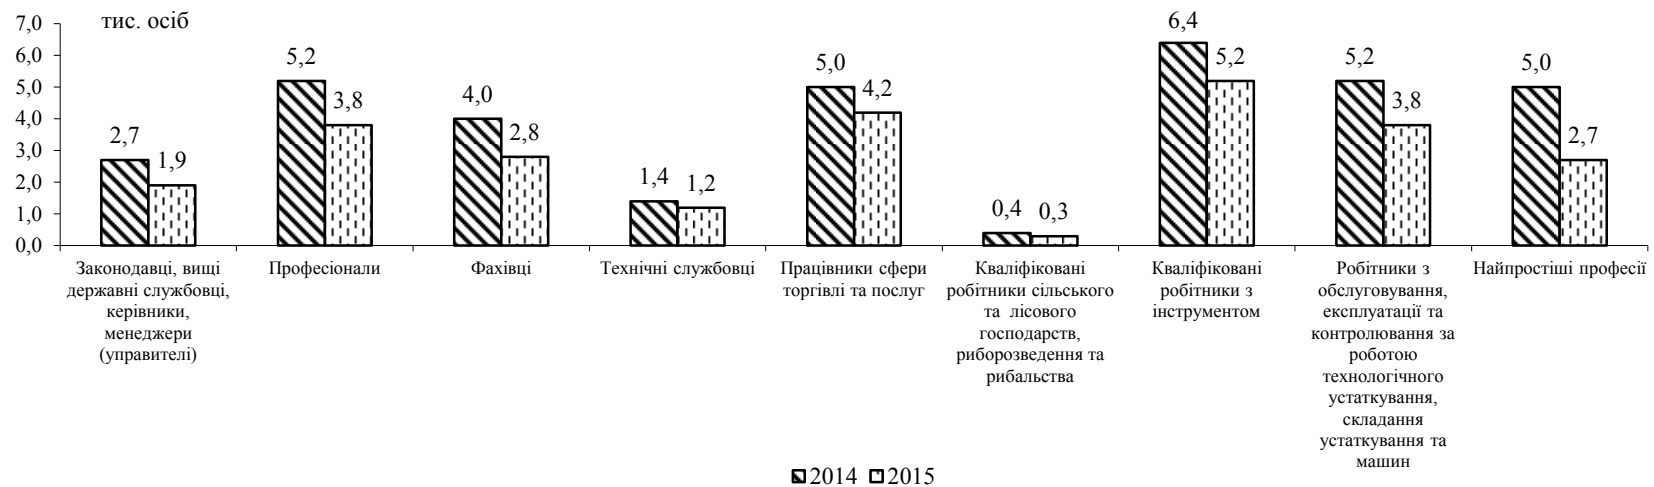 тис. осіб
7,0
6,0
5,0
4,0
3,0
2,0
1,0
0,0
2,7
1,9
5,2
3,8
4,0
2,8
1,4
1,2
5,0
4,2
0,4
0,3
6,4
5,2
5,2
3,8
5,0
2,7
Законодавці, вищі
державні службовці,
керівники,
менеджери
(управителі)
Професіонали
Фахівці
Технічні службовці
Працівники сфери
торгівлі та послуг
Кваліфіковані
робітники сільського
та лісового
господарств,
риборозведення та
рибальства
Кваліфіковані
робітники з
інструментом
Робітники з
обслуговування,
експлуатації та
контролювання за
роботою
технологічного
устаткування,
складання
устаткування та
машин
Найпростіші професії
2014 2015